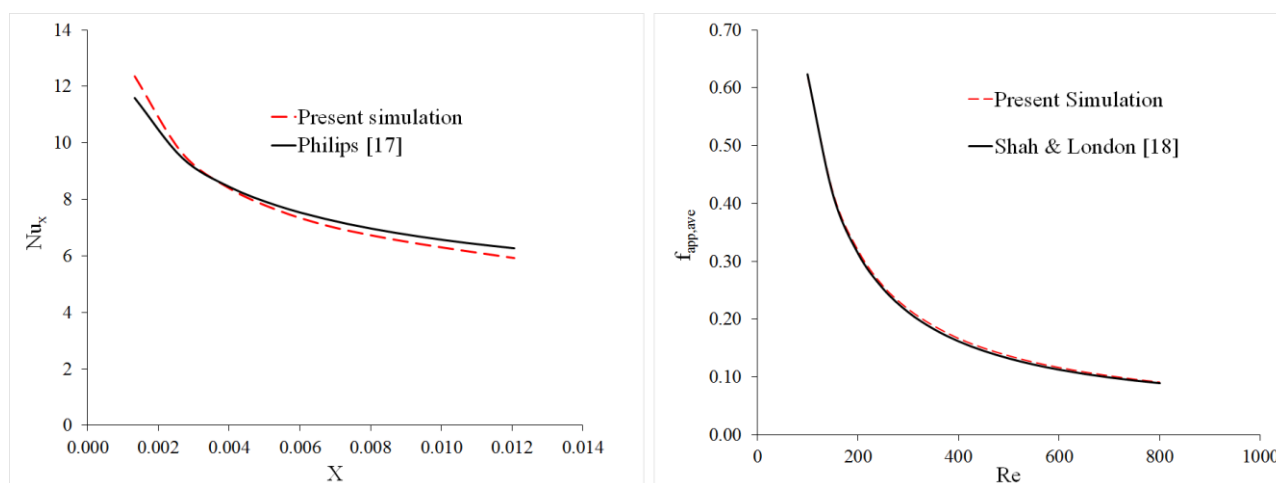 14
12
10
8
6
4
2
0
Nu_x
Present simulation
Philips [17]
0.000 0.002 0.004 0.006 0.008 0.010 0.012 0.014
X
0.70
0.60
0.50
0.40
0.30
0.20
0.10
0.00
f_app,ave
Present Simulation
Shah & London [18]
0 200 400 600 800 1000
Re